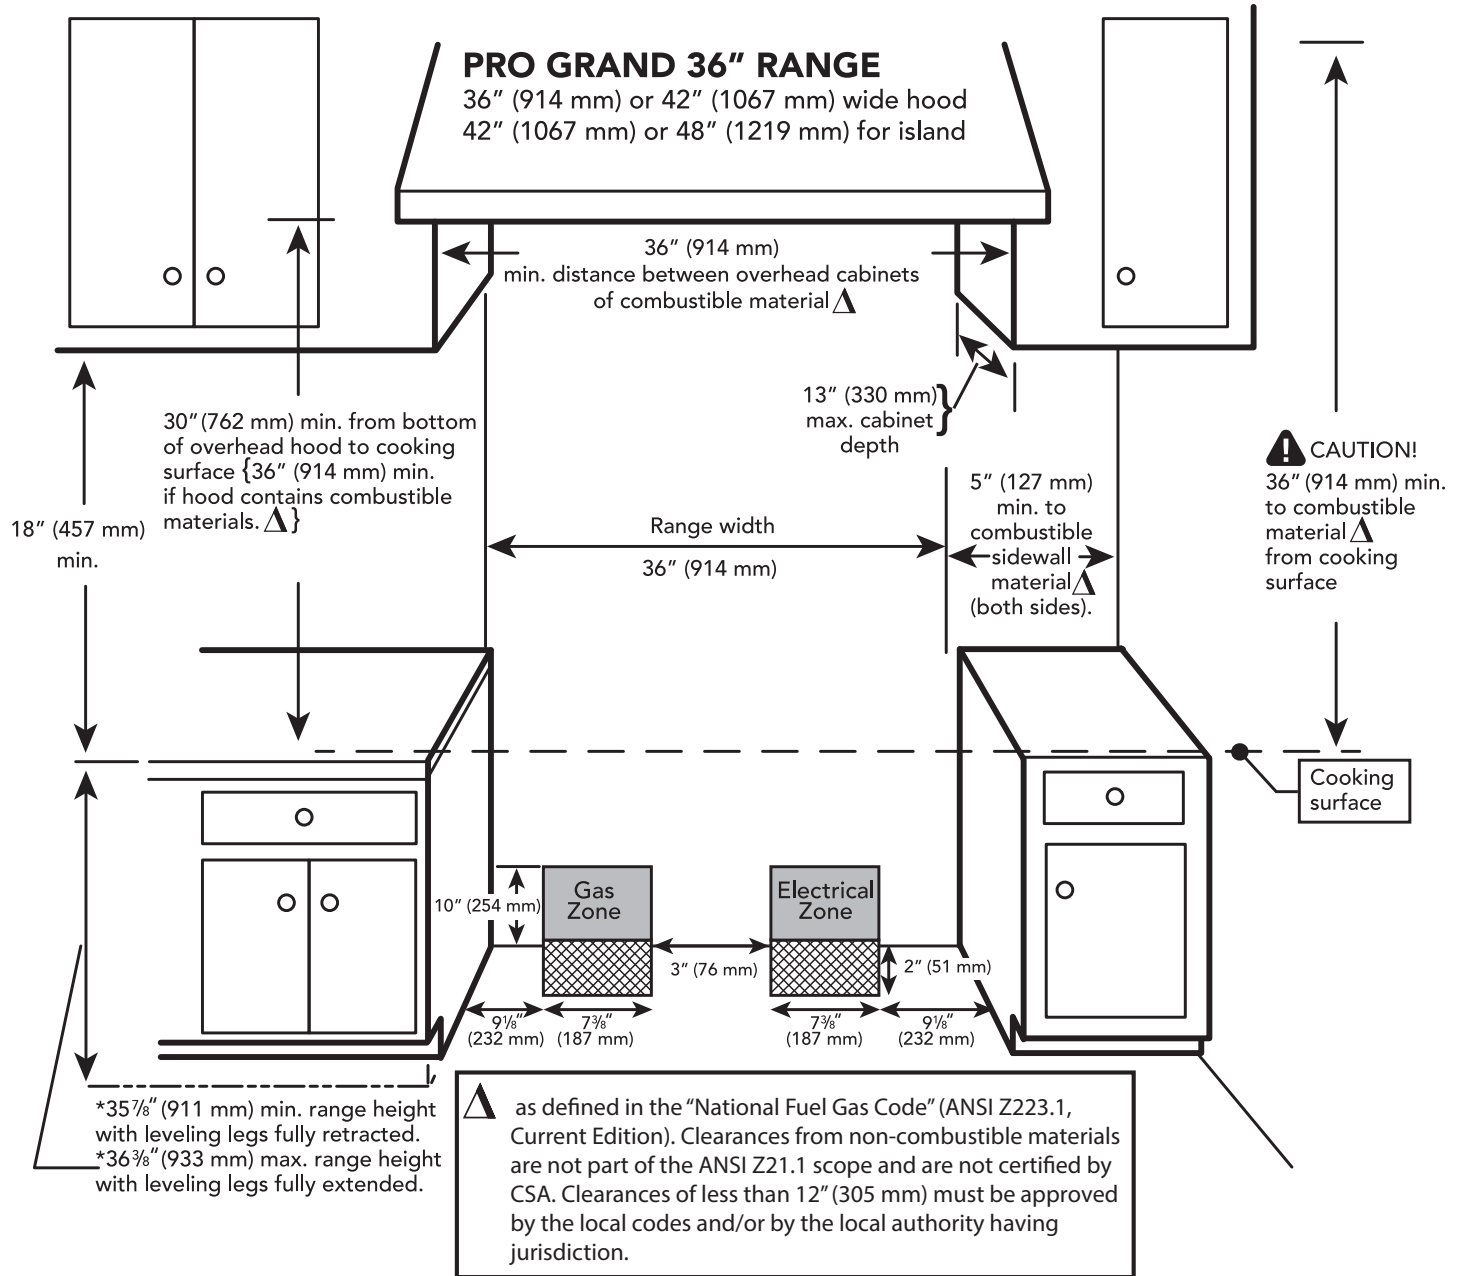 PRO GRAND 36" RANGE
36" (914 mm) or 42" (1067 mm) wide hood
42" (1067 mm) or 48" (1219 mm) for island
36" (914 mm)
min. distance between overhead cabinets
of combustible material Δ
13" (330 mm)
max. cabinet
depth
30" (762 mm) min. from bottom
of overhead hood to cooking
surface {36" (914 mm) min.
if hood contains combustible
materials. Δ }
18" (457 mm)
min.
Range width
36" (914 mm)
5" (127 mm)
min. to
combustible
sidewall
material Δ
(both sides).
CAUTION!
36" (914 mm) min.
to combustible
material Δ
from cooking
surface
Cooking
surface
10" (254 mm)
Gas
Zone
Electrical
Zone
3" (76 mm)
2" (51 mm)
9⅛"
(232 mm)
7⅜"
(187 mm)
7⅜"
(187 mm)
9⅛"
(232 mm)
*35⅞" (911 mm) min. range height
with leveling legs fully retracted.
*36⅜" (933 mm) max. range height
with leveling legs fully extended.
Δ as defined in the "National Fuel Gas Code" (ANSI Z223.1,
Current Edition). Clearances from non-combustible materials
are not part of the ANSI Z21.1 scope and are not certified by
CSA. Clearances of less than 12" (305 mm) must be approved
by the local codes and/or by the local authority having
jurisdiction.